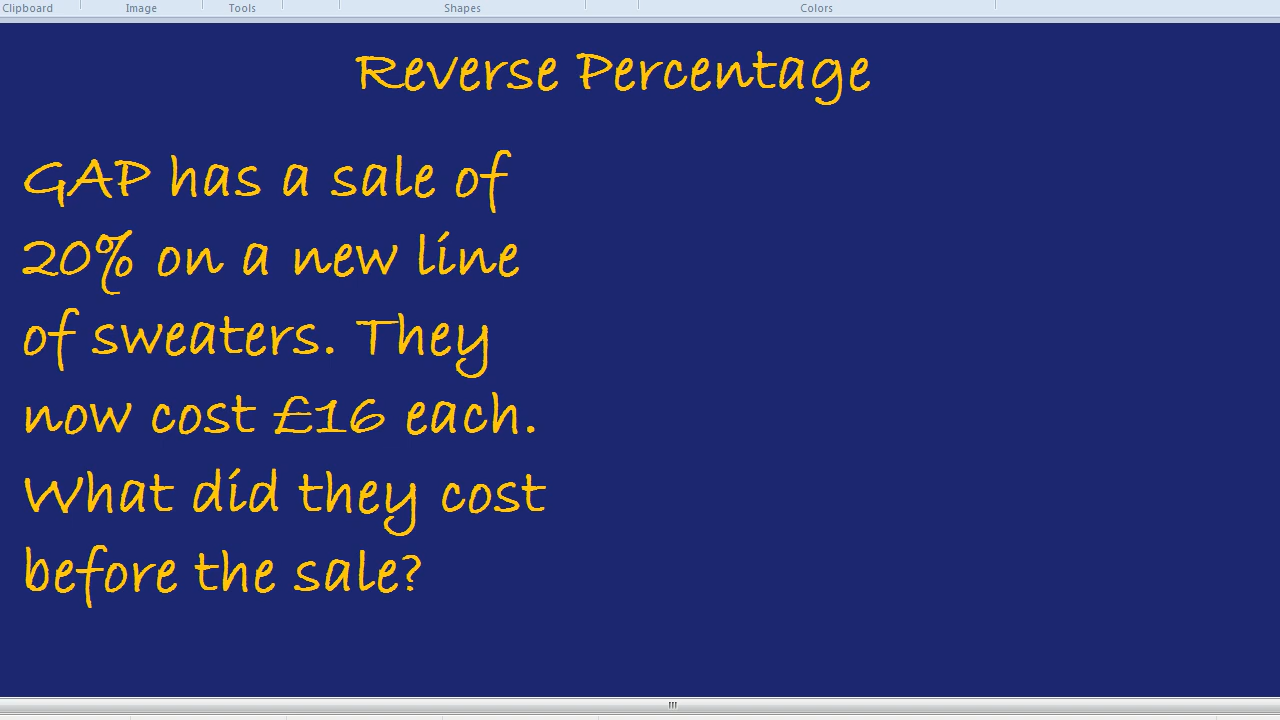 Clipboard Image Tools Shapes Colors
Reverse Percentage
GAP has a sale of
20% on a new line
of sweaters. They
now cost £16 each.
What did they cost
before the sale?